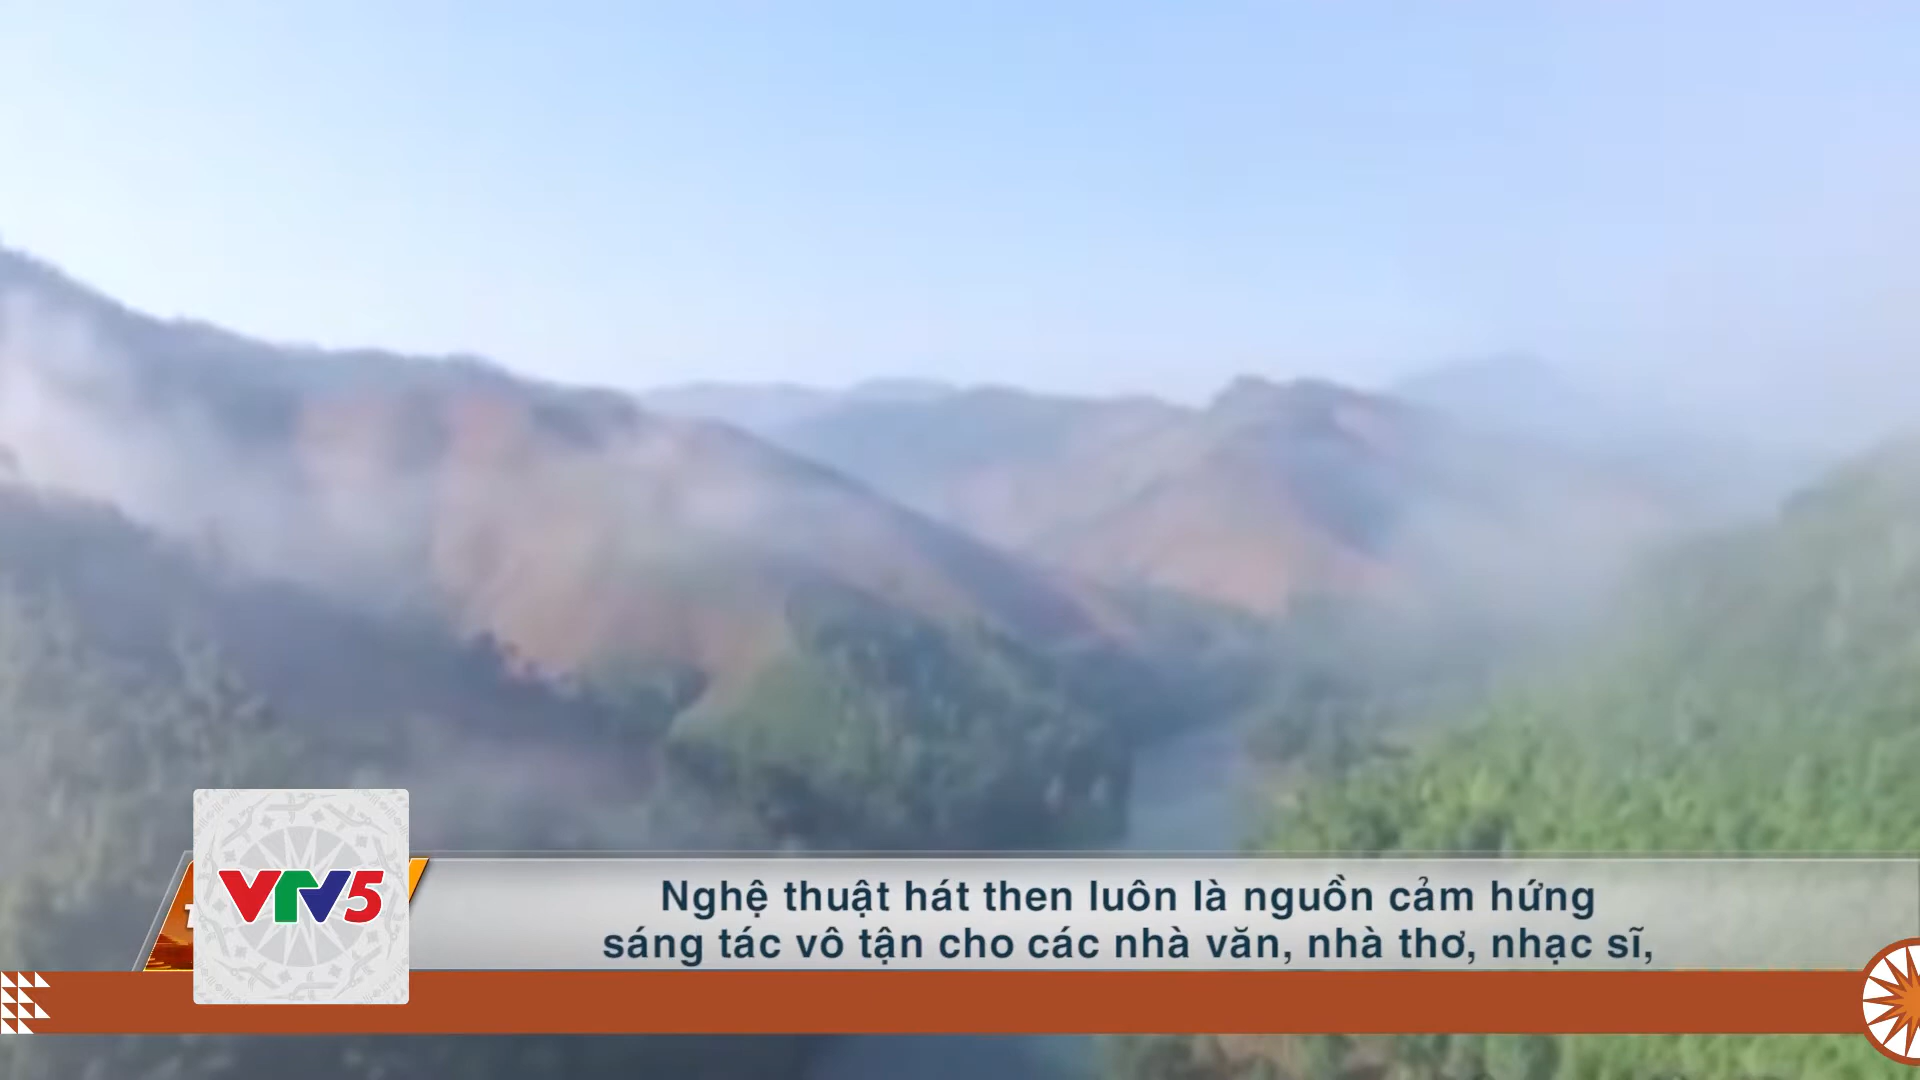 Nghệ thuật hát then luôn là nguồn cảm hứng
sáng tác vô tận cho các nhà văn, nhà thơ, nhạc sĩ,
VTV5